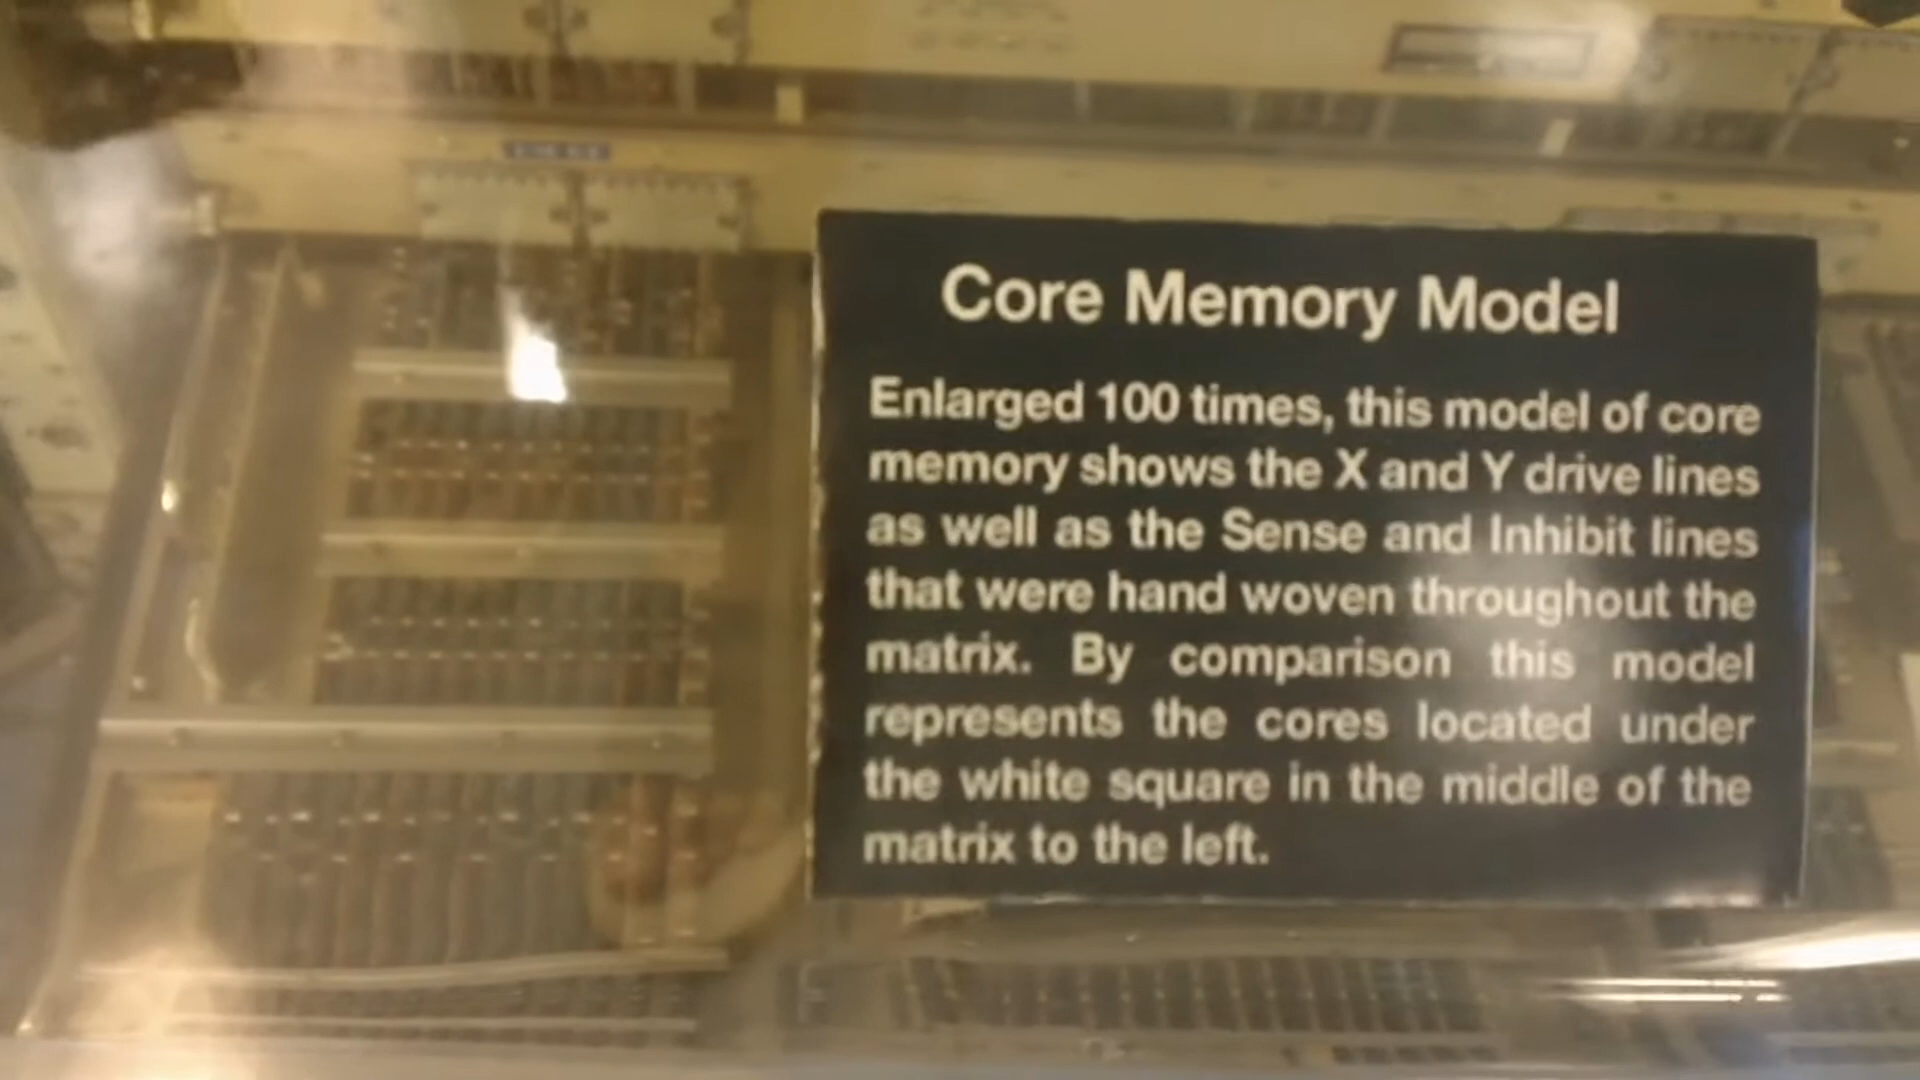 Core Memory Model
Enlarged 100 times, this model of core
memory shows the X and Y drive lines
as well as the Sense and Inhibit lines
that were hand woven throughout the
matrix. By comparison this model
represents the cores located under
the white square in the middle of the
matrix to the left.